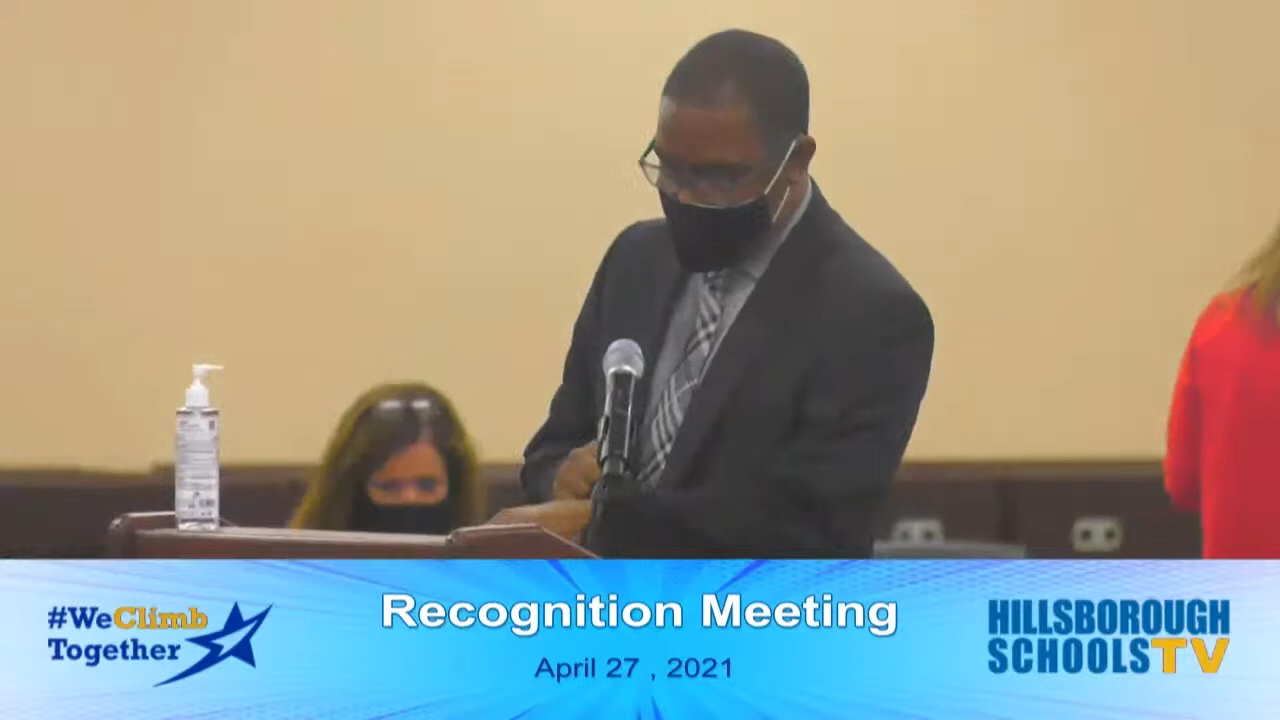 #WeClimb
Together
Recognition Meeting
April 27 , 2021
HILLSBOROUGH
SCHOOLSTV